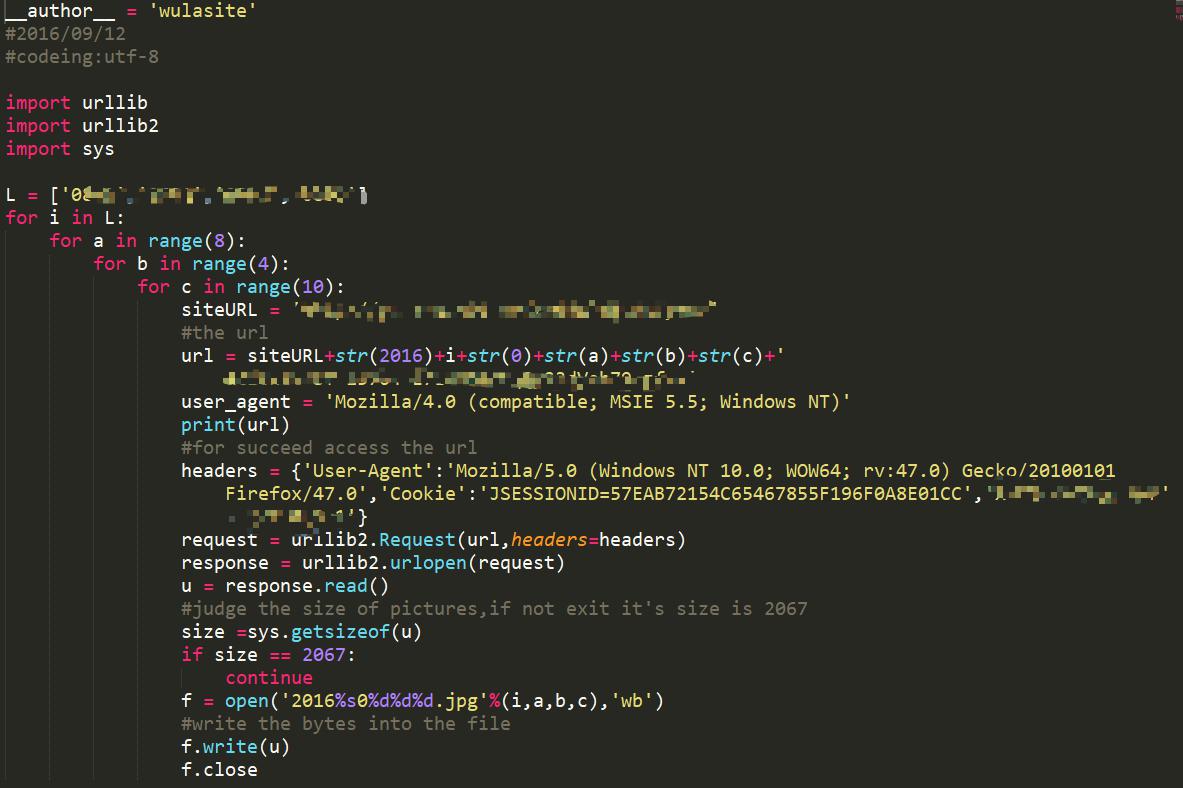 __author__ = 'wulasite'
#2016/09/12
#codeing:utf-8
import urllib
import urllib2
import sys
L = ['08
for i in L:
for a in range(8):
for b in range(4):
for c in range(10):
siteURL = '
#the url
url = siteURL+str(2016)+i+str(0)+str(a)+str(b)+str(c)+'
user_agent = 'Mozilla/4.0 (compatible; MSIE 5.5; Windows NT)'
print(url)
#for succeed access the url
headers = {'User-Agent':'Mozilla/5.0 (Windows NT 10.0; WOW64; rv:47.0) Gecko/20100101
Firefox/47.0','Cookie':'JSESSIONID=57EAB72154C65467855F196F0A8E01CC','
'}
request = urllib2.Request(url,headers=headers)
response = urllib2.urlopen(request)
u = response.read()
#judge the size of pictures,if not exit it's size is 2067
size =sys.getsizeof(u)
if size == 2067:
continue
f = open('2016%s0%d%d%d.jpg'%(i,a,b,c),'wb')
#write the bytes into the file
f.write(u)
f.close